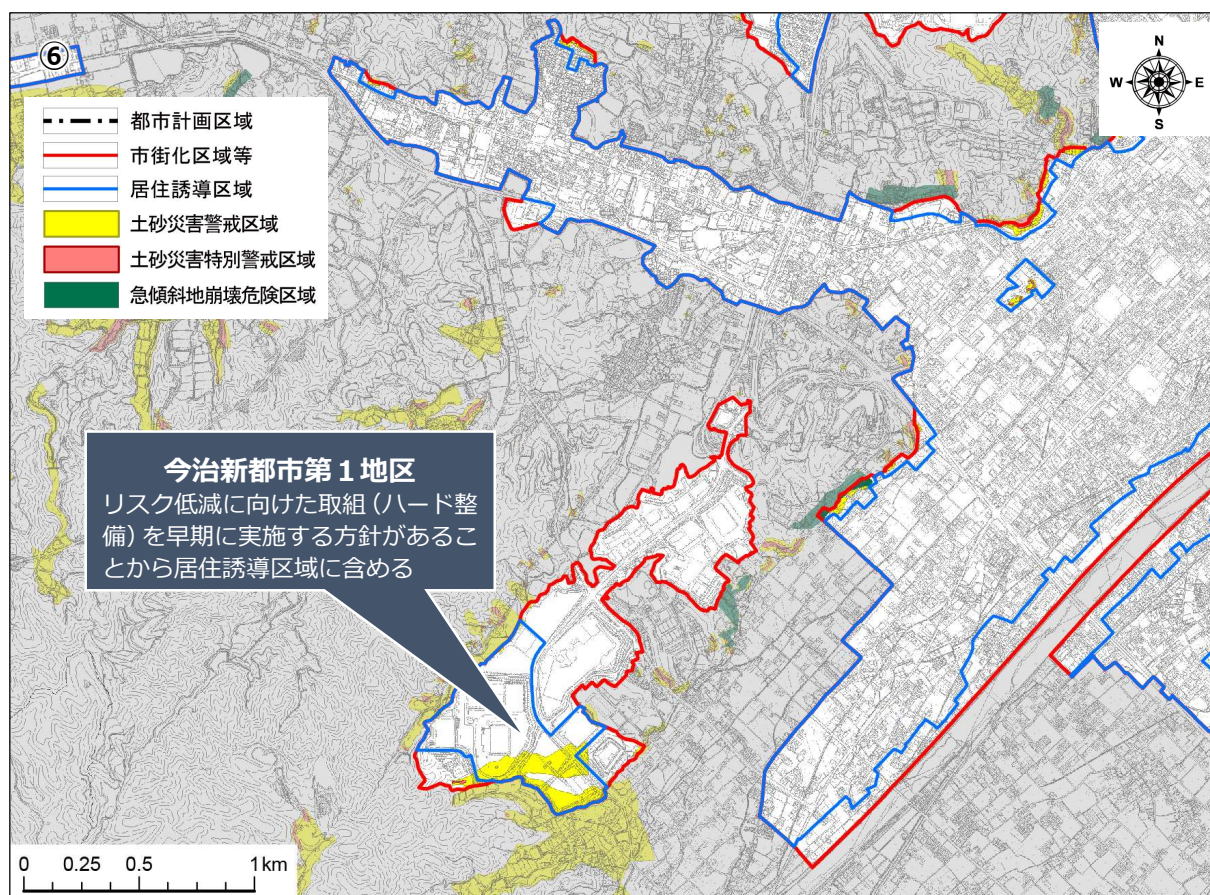 ⑥
N
W E
S
都市計画区域
市街化区域等
居住誘導区域
土砂災害警戒区域
土砂災害特別警戒区域
急傾斜地崩壊危険区域
今治新都市第１地区
リスク低減に向けた取組（ハード整
備）を早期に実施する方針があるこ
とから居住誘導区域に含める
0 0.25 0.5 1km